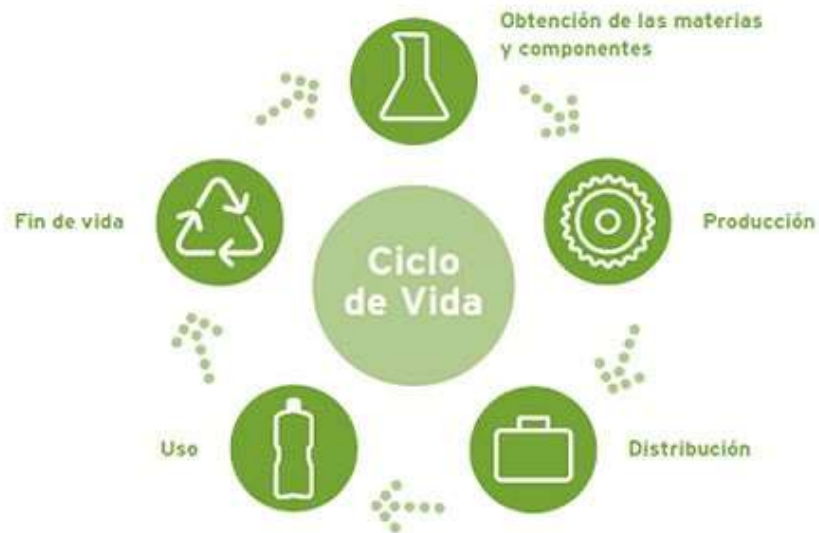 Obtención de las materias
y componentes
Fin de vida
Producción
Ciclo
de Vida
Uso
Distribución